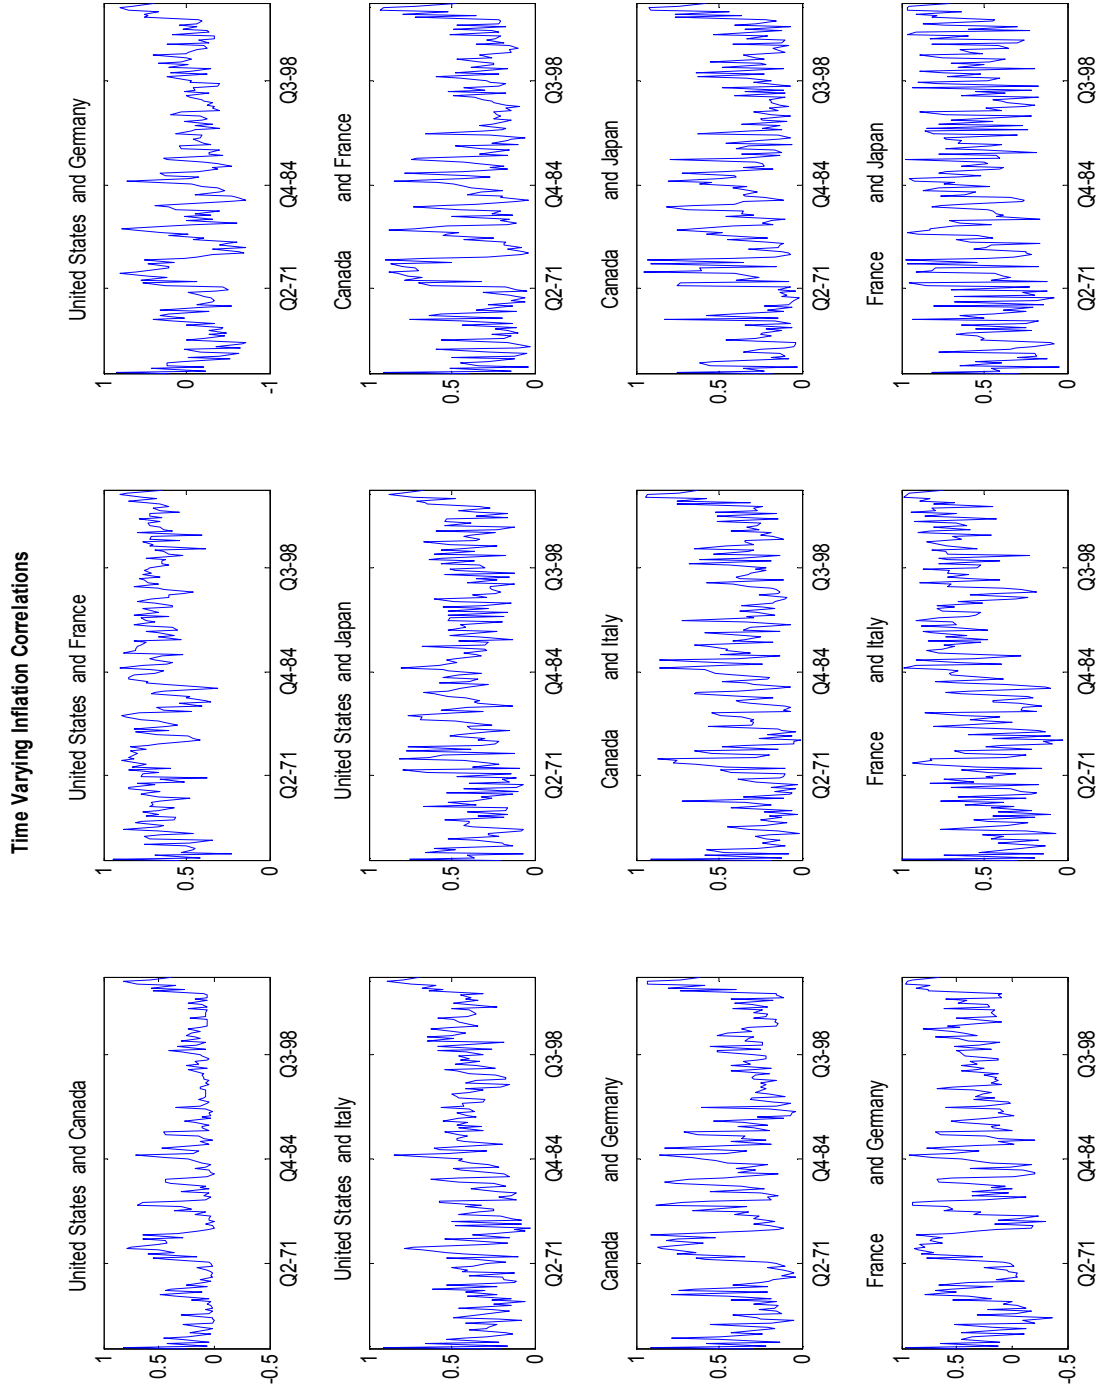 Time Varying Inflation Correlations
United States and Canada
United States and France
United States and Germany
1
0.5
0
-0.5
Q2-71
Q4-84
Q3-98
1
0.5
0
Q2-71
Q4-84
Q3-98
1
0
-1
Q2-71
Q4-84
Q3-98
United States and Italy
United States and Japan
Canada and France
1
0.5
0
Q2-71
Q4-84
Q3-98
1
0.5
0
Q2-71
Q4-84
Q3-98
1
0.5
0
Q2-71
Q4-84
Q3-98
Canada and Germany
Canada and Italy
Canada and Japan
1
0.5
0
Q2-71
Q4-84
Q3-98
1
0.5
0
Q2-71
Q4-84
Q3-98
1
0.5
0
Q2-71
Q4-84
Q3-98
France and Germany
France and Italy
France and Japan
1
0.5
0
-0.5
Q2-71
Q4-84
Q3-98
1
0.5
0
Q2-71
Q4-84
Q3-98
1
0.5
0
Q2-71
Q4-84
Q3-98